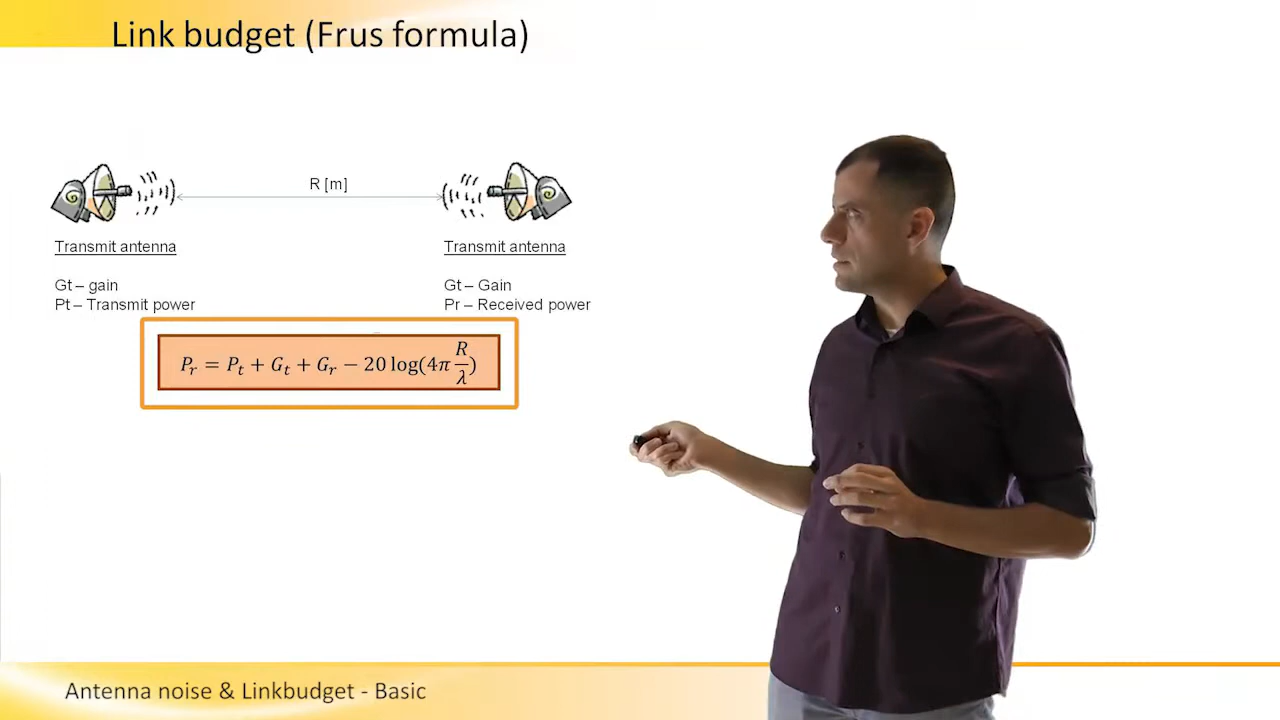 Link budget (Frus formula)
R [m]
Transmit antenna
Gt – gain
Pt – Transmit power
Transmit antenna
Gt – Gain
Pr – Received power
𝑃ᵣ = 𝑃ₜ + 𝐺ₜ + 𝐺ᵣ − 20 log(4𝜋 R/λ)
Antenna noise & Linkbudget - Basic